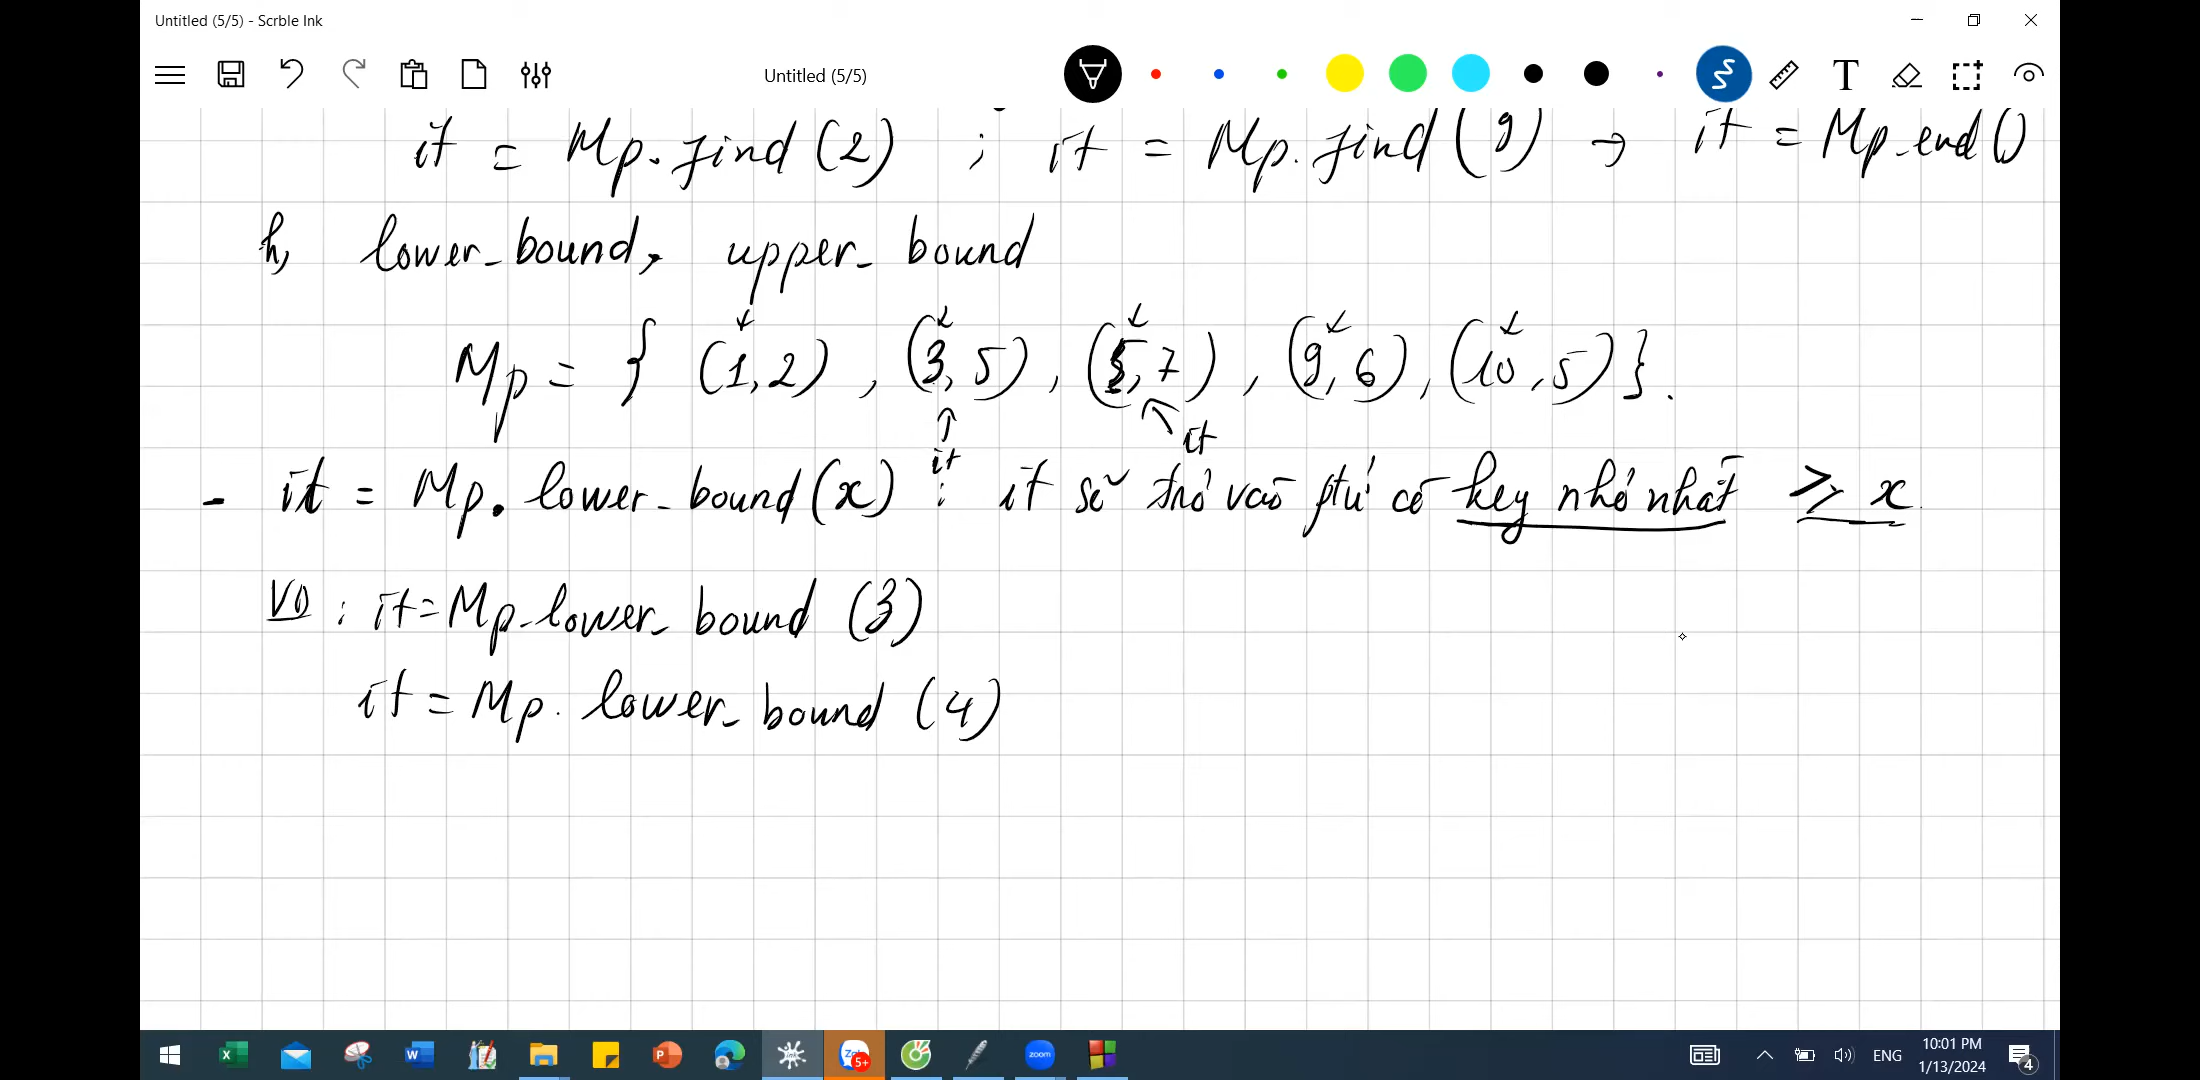 Untitled (5/5) - Scrble Ink
Untitled (5/5)
T
it = Mp.find(2) ; it = Mp.find(9) → it = Mp.end()
h, lower_bound, upper_bound
Mp = { (1,2), (3,5), (5,7), (9,6), (10,5) }.
it
it
- it = Mp.lower_bound(x) : it sẽ trỏ vào ptử có key nhỏ nhất ≥ x.
VD: it=Mp.lower_bound (3)
it = Mp.lower_bound (4)
zoom
5+
ENG
10:01 PM
1/13/2024
4